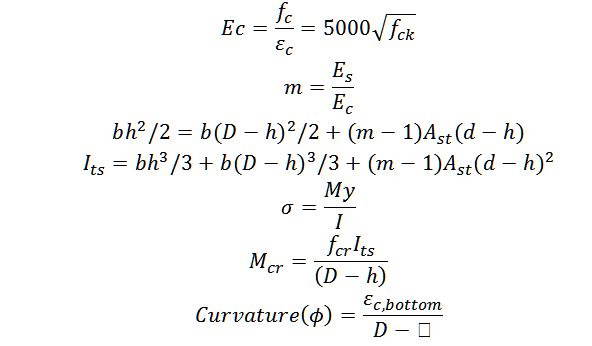 Ec = f_c/ε_c = 5000√f_ck
m = E_s/E_c
bh²/2 = b(D − h)²/2 + (m − 1)A_st(d − h)
I_ts = bh³/3 + b(D − h)³/3 + (m − 1)A_st(d − h)²
σ = My/I
M_cr = f_cr I_ts/(D − h)
Curvature(ϕ) = ε_c,bottom/D − □